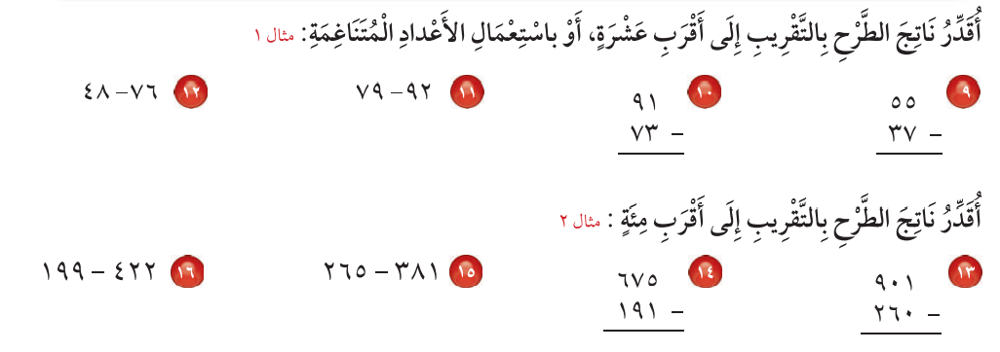 أُقَدِّرُ نَاتِجَ الطَّرْحِ بِالتَّقْرِيبِ إِلَى أَقْرَبِ عَشْرَةٍ، أَوْ بِاسْتِعْمَالِ الأَعْدادِ الْمُتَنَاغِمَةِ: مثال ١
٩ ٥٥ ١٠ ٩١ ١١ ٩٢ – ٧٩ ١٢ ٧٦ – ٤٨
– ٣٧ – ٧٣
أُقَدِّرُ نَاتِجَ الطَّرْحِ بِالتَّقْرِيبِ إِلَى أَقْرَبِ مِئَةٍ : مثال ٢
١٣ ٩٠١ ١٤ ٦٧٥ ١٥ ٣٨١ – ٢٦٥ ١٦ ٤٢٢ – ١٩٩
– ٢٦٠ – ١٩١